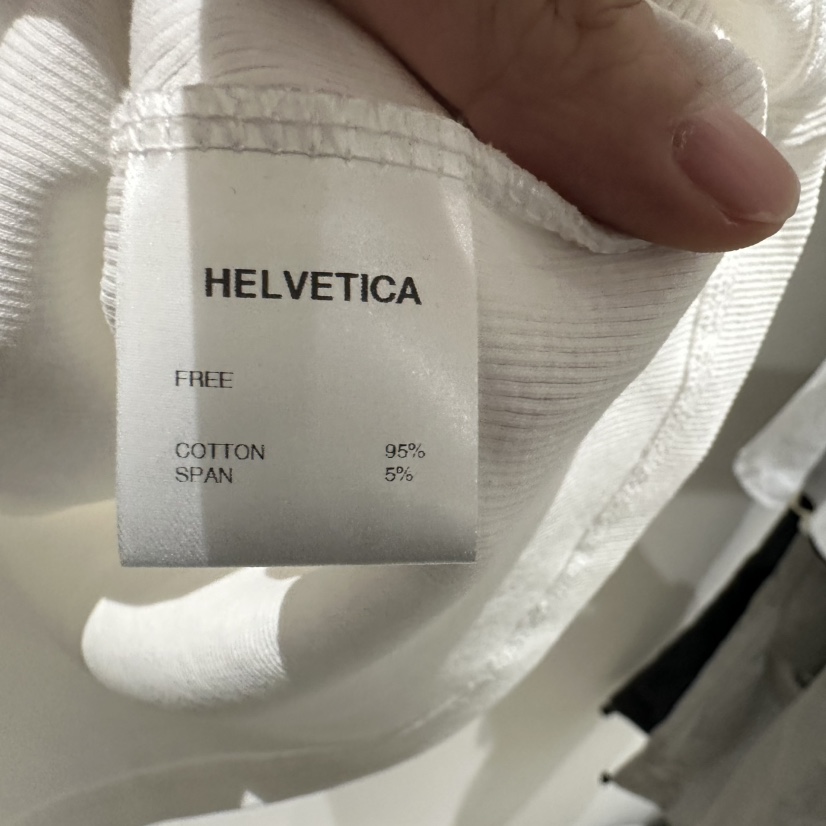 HELVETICA
FREE
COTTON 95%
SPAN 5%